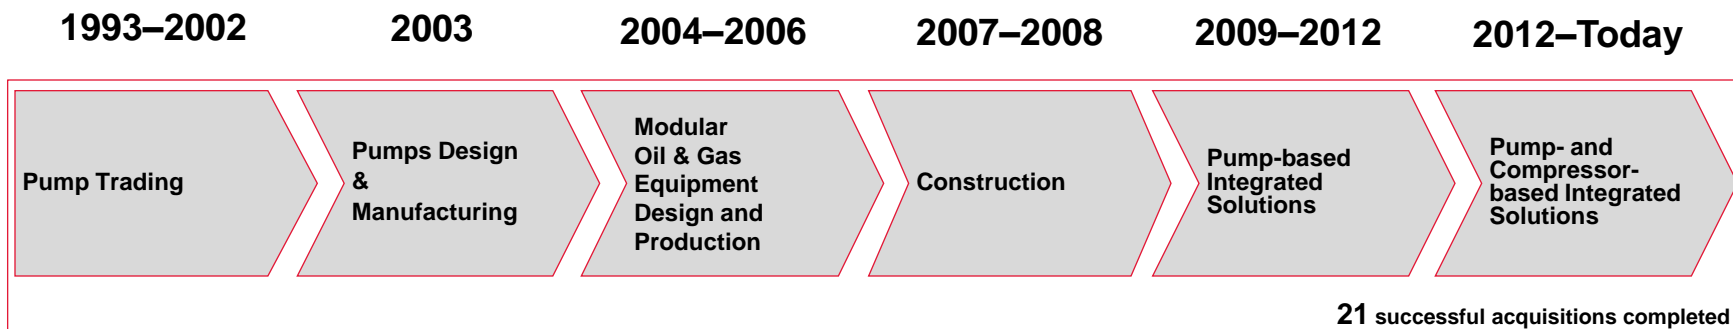 1993–2002 2003 2004–2006 2007–2008 2009–2012 2012–Today
Pump Trading
Pumps Design
&
Manufacturing
Modular
Oil & Gas
Equipment
Design and
Production
Construction
Pump-based
Integrated
Solutions
Pump- and
Compressor-
based Integrated
Solutions
21 successful acquisitions completed